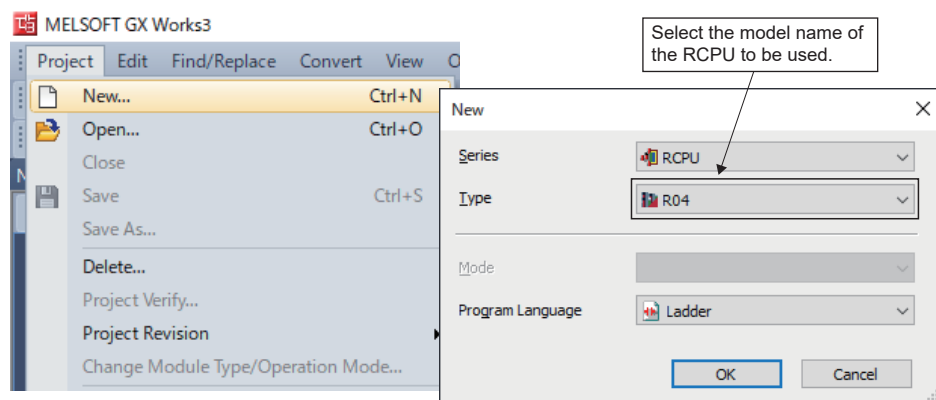 MELSOFT GX Works3
Project Edit Find/Replace Convert View
New... Ctrl+N
Open... Ctrl+O
Close
Save Ctrl+S
Save As...
Delete...
Project Verify...
Project Revision
Change Module Type/Operation Mode...
Select the model name of
the RCPU to be used.
New
Series RCPU
Type R04
Mode
Program Language Ladder
OK Cancel